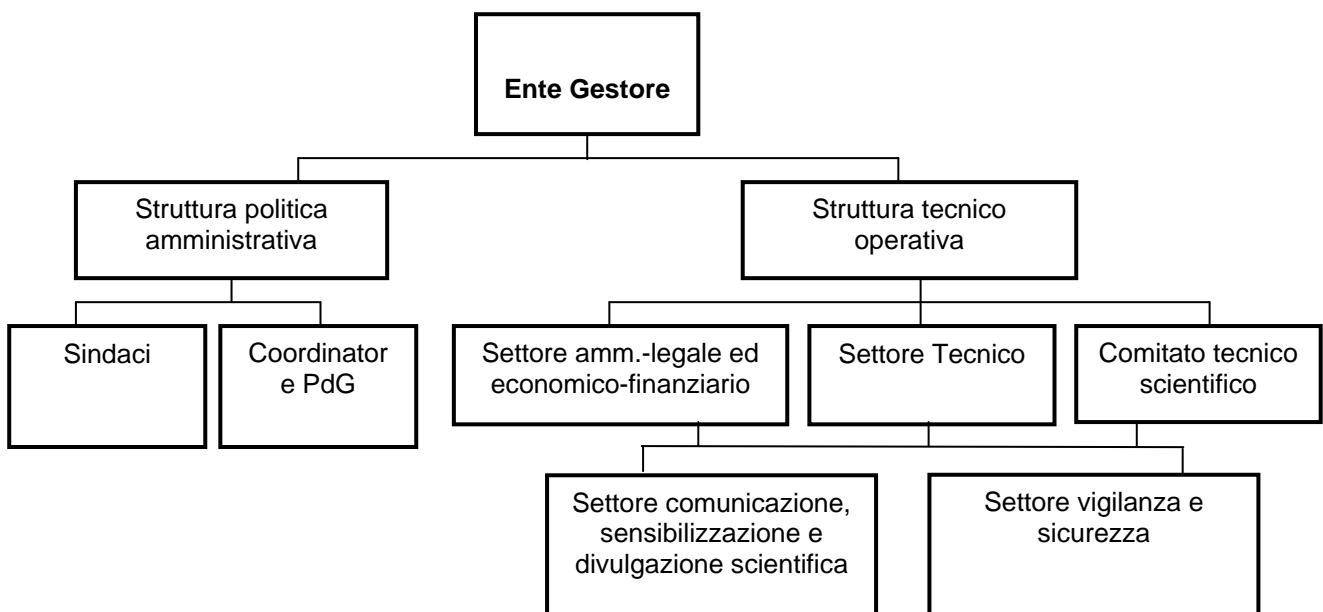 Ente Gestore
Struttura politica
amministrativa
Struttura tecnico
operativa
Sindaci
Coordinator
e PdG
Settore amm.-legale ed
economico-finanziario
Settore Tecnico
Comitato tecnico
scientifico
Settore comunicazione,
sensibilizzazione e
divulgazione scientifica
Settore vigilanza e
sicurezza